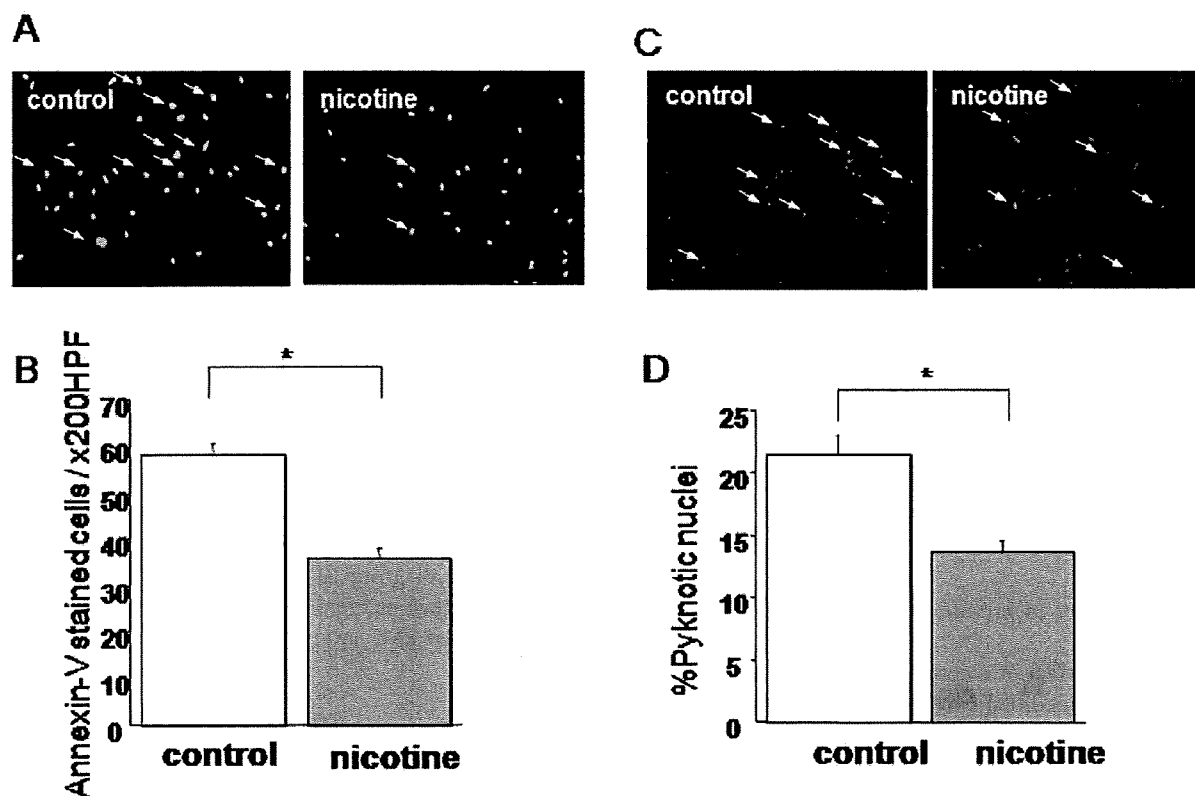 A
control
nicotine
B
*
Annexin-V stained cells / x200HPF
70
60
50
40
30
20
10
0
control
nicotine
C
control
nicotine
D
*
%Pyknotic nuclei
25
20
15
10
5
0
control
nicotine